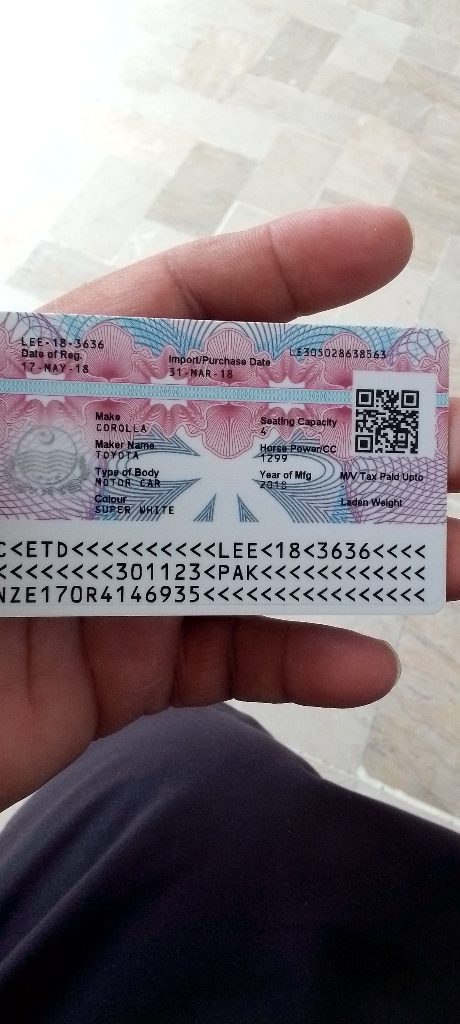 LEE-18-3636
Date of Reg.
17-MAY-18
Import/Purchase Date
31-MAR-18
LE303028638563
Make
COROLLA
Maker Name
TOYOTA
Type of Body
MOTOR CAR
Colour
SUPER WHITE
Seating Capacity
4
Horse Power/CC
1299
Year of Mfg
2018
M/V Tax Paid Upto
Laden Weight
C<ETD<<<<<<<<<<<LEE<18<3636<<<<
<<<<<<<<301123<PAK<<<<<<<<<<<<<
NZE170R4146935<<<<<<<<<<<<<<<<<